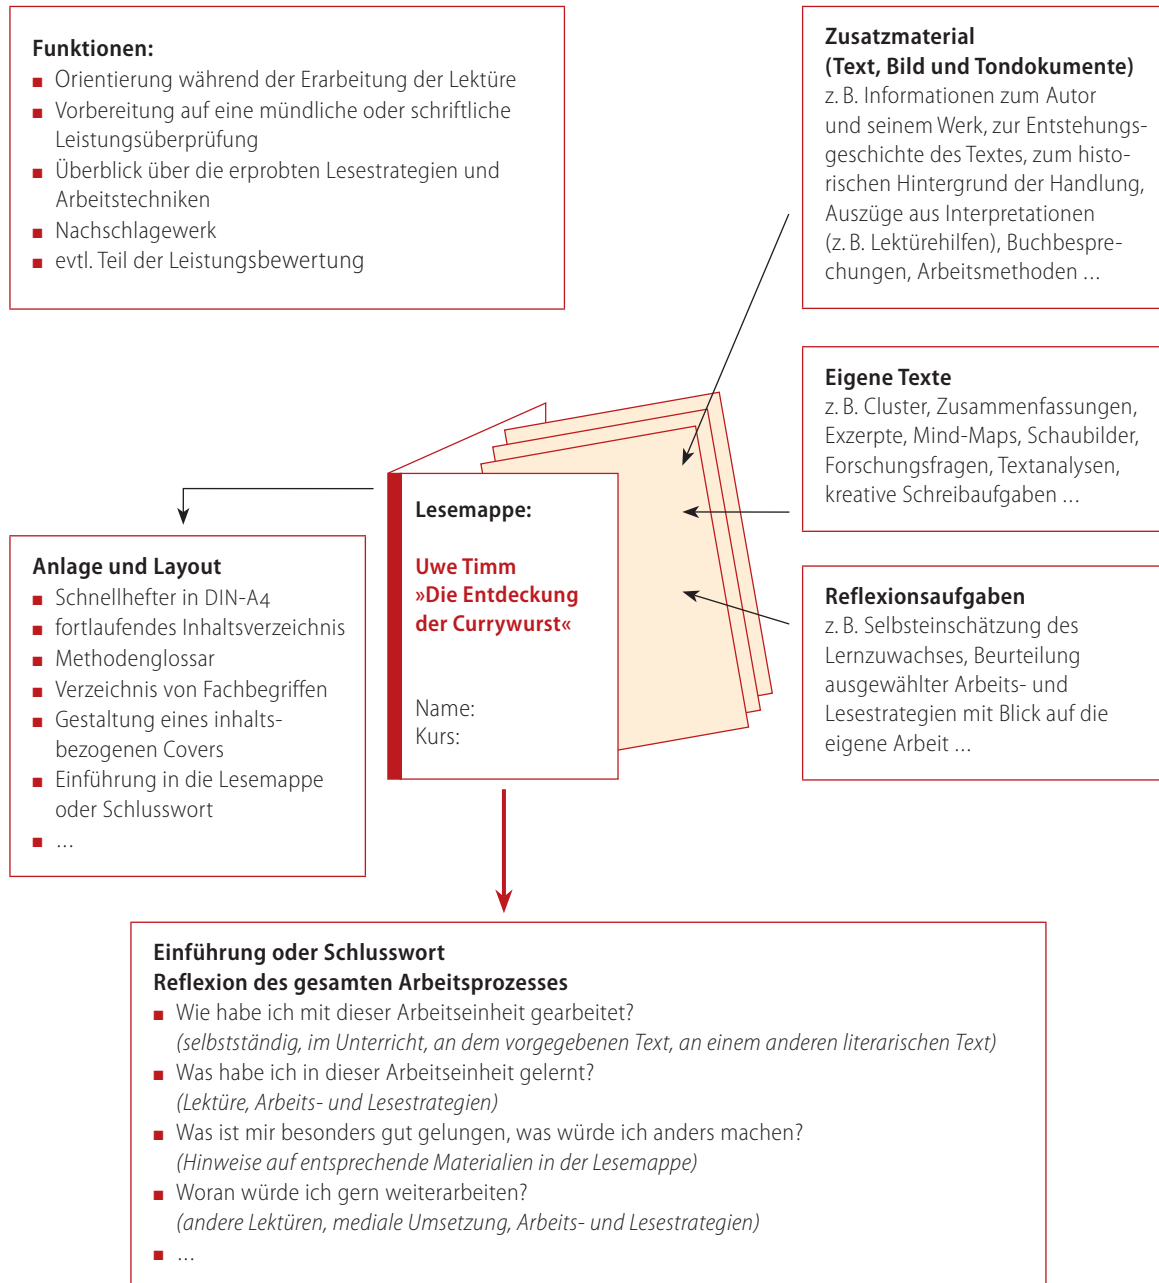 Funktionen:
■ Orientierung während der Erarbeitung der Lektüre
■ Vorbereitung auf eine mündliche oder schriftliche
Leistungsüberprüfung
■ Überblick über die erprobten Lesestrategien und
Arbeitstechniken
■ Nachschlagewerk
■ evtl. Teil der Leistungsbewertung
Zusatzmaterial
(Text, Bild und Tondokumente)
z. B. Informationen zum Autor
und seinem Werk, zur Entstehungs-
geschichte des Textes, zum histo-
rischen Hintergrund der Handlung,
Auszüge aus Interpretationen
(z. B. Lektürehilfen), Buchbespre-
chungen, Arbeitsmethoden ...
Eigene Texte
z. B. Cluster, Zusammenfassungen,
Exzerpte, Mind-Maps, Schaubilder,
Forschungsfragen, Textanalysen,
kreative Schreibaufgaben ...
Lesemappe:
Uwe Timm
»Die Entdeckung
der Currywurst«
Name:
Kurs:
Anlage und Layout
■ Schnellhefter in DIN-A4
■ fortlaufendes Inhaltsverzeichnis
■ Methodenglossar
■ Verzeichnis von Fachbegriffen
■ Gestaltung eines inhalts-
bezogenen Covers
■ Einführung in die Lesemappe
oder Schlusswort
■ ...
Reflexionsaufgaben
z. B. Selbsteinschätzung des
Lernzuwachses, Beurteilung
ausgewählter Arbeits- und
Lesestrategien mit Blick auf die
eigene Arbeit ...
Einführung oder Schlusswort
Reflexion des gesamten Arbeitsprozesses
■ Wie habe ich mit dieser Arbeitseinheit gearbeitet?
(selbstständig, im Unterricht, an dem vorgegebenen Text, an einem anderen literarischen Text)
■ Was habe ich in dieser Arbeitseinheit gelernt?
(Lektüre, Arbeits- und Lesestrategien)
■ Was ist mir besonders gut gelungen, was würde ich anders machen?
(Hinweise auf entsprechende Materialien in der Lesemappe)
■ Woran würde ich gern weiterarbeiten?
(andere Lektüren, mediale Umsetzung, Arbeits- und Lesestrategien)
■ ...